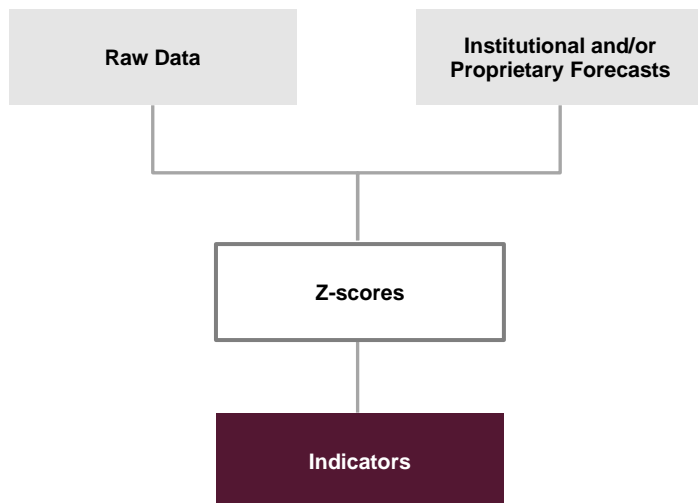 Raw Data
Institutional and/or
Proprietary Forecasts
Z-scores
Indicators